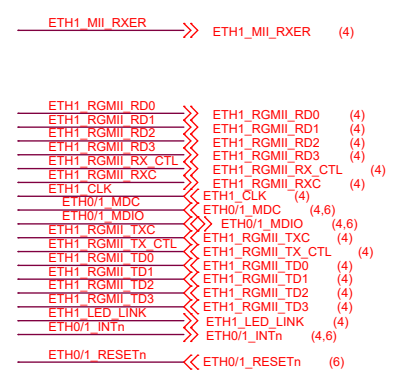 ETH1_MII_RXER ETH1_MII_RXER (4)
ETH1_RGMII_RD0 ETH1_RGMII_RD0 (4)
ETH1_RGMII_RD1 ETH1_RGMII_RD1 (4)
ETH1_RGMII_RD2 ETH1_RGMII_RD2 (4)
ETH1_RGMII_RD3 ETH1_RGMII_RD3 (4)
ETH1_RGMII_RX_CTL ETH1_RGMII_RX_CTL (4)
ETH1_RGMII_RXC ETH1_RGMII_RXC (4)
ETH1_CLK ETH1_CLK (4)
ETH0/1_MDC ETH0/1_MDC (4,6)
ETH0/1_MDIO ETH0/1_MDIO (4,6)
ETH1_RGMII_TXC ETH1_RGMII_TXC (4)
ETH1_RGMII_TX_CTL ETH1_RGMII_TX_CTL (4)
ETH1_RGMII_TD0 ETH1_RGMII_TD0 (4)
ETH1_RGMII_TD1 ETH1_RGMII_TD1 (4)
ETH1_RGMII_TD2 ETH1_RGMII_TD2 (4)
ETH1_RGMII_TD3 ETH1_RGMII_TD3 (4)
ETH1_LED_LINK ETH1_LED_LINK (4)
ETH0/1_INTn ETH0/1_INTn (4,6)
ETH0/1_RESETn ETH0/1_RESETn (6)